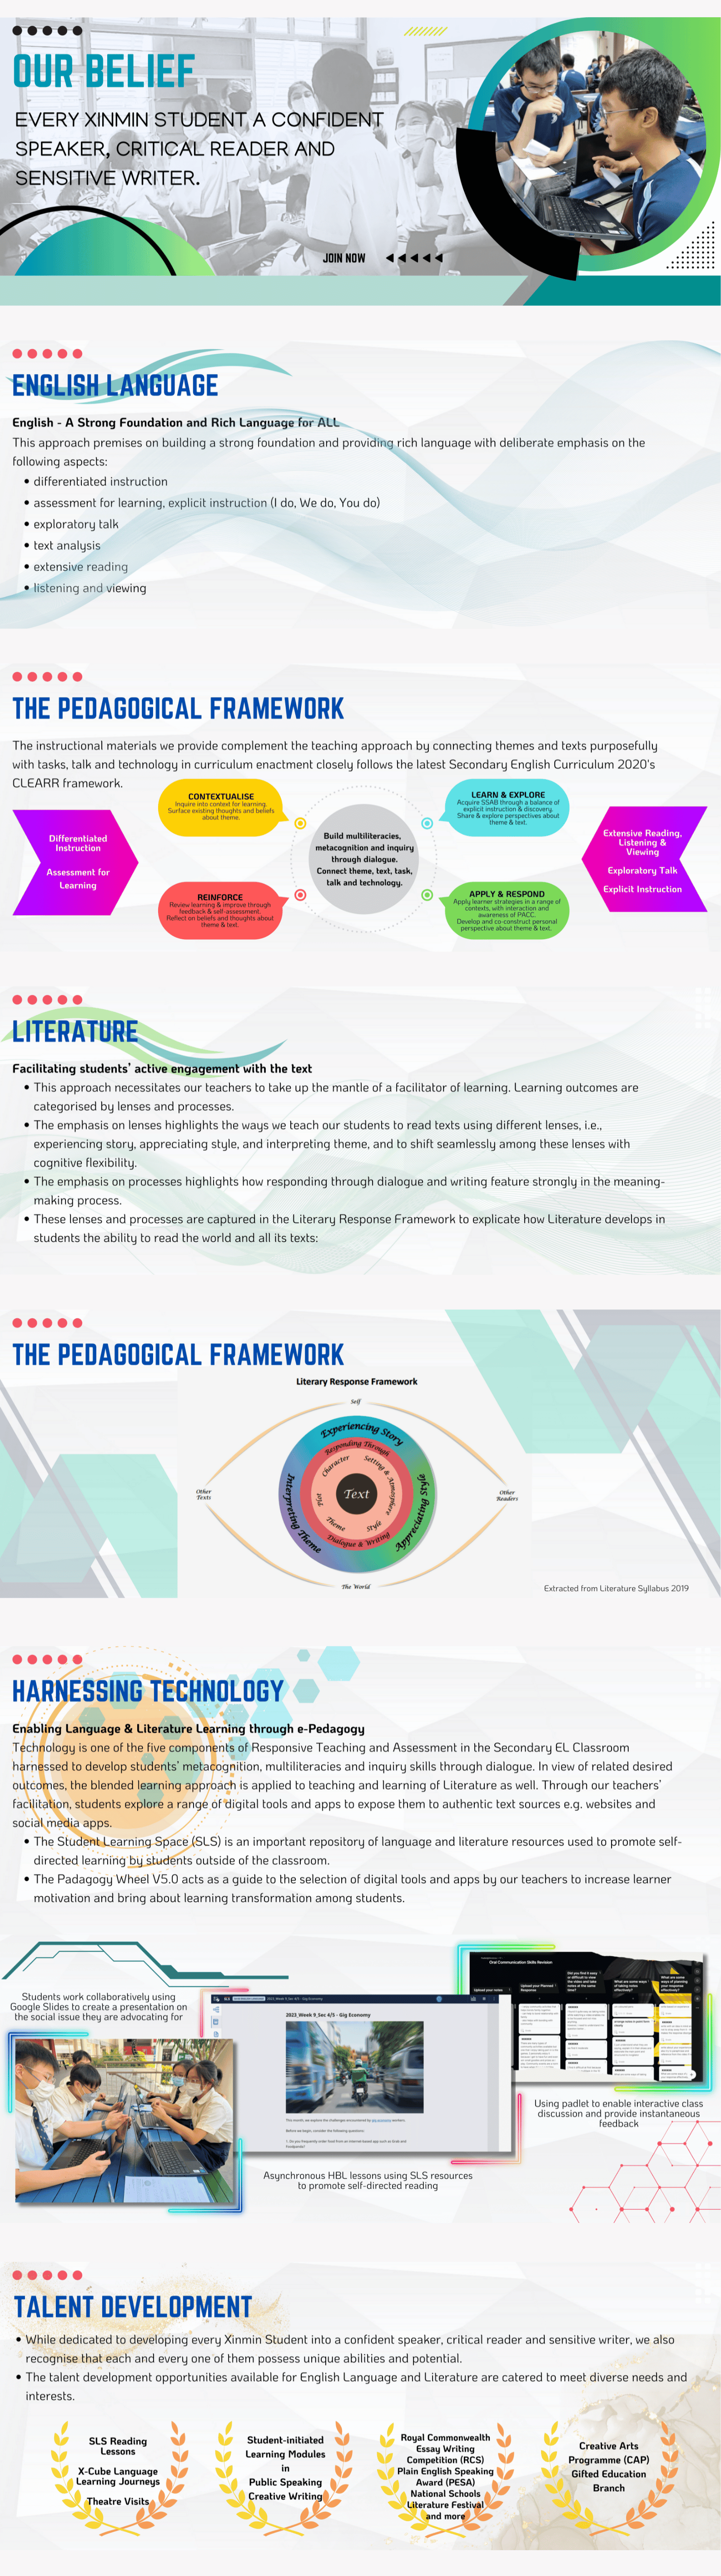 OUR BELIEF
EVERY XINMIN STUDENT A CONFIDENT
SPEAKER, CRITICAL READER AND
SENSITIVE WRITER.
JOIN NOW
ENGLISH LANGUAGE
English - A Strong Foundation and Rich Language for ALL
This approach premises on building a strong foundation and providing rich language with deliberate emphasis on the
following aspects:
• differentiated instruction
• assessment for learning, explicit instruction (I do, We do, You do)
• exploratory talk
• text analysis
• extensive reading
• listening and viewing
THE PEDAGOGICAL FRAMEWORK
The instructional materials we provide complement the teaching approach by connecting themes and texts purposefully
with tasks, talk and technology in curriculum enactment closely follows the latest Secondary English Curriculum 2020's
CLEARR framework.
Differentiated
Instruction
Assessment for
Learning
CONTEXTUALISE
Inquire into context for learning.
Surface existing thoughts and beliefs
about theme.
REINFORCE
Review learning & improve through
feedback & self-assessment.
Reflect on beliefs and thoughts about
theme & text.
Build multiliteracies,
metacognition and inquiry
through dialogue.
Connect theme, text, task,
talk and technology.
LEARN & EXPLORE
Acquire SSAB through a balance of
explicit instruction & discovery.
Share & explore perspectives about
theme & text.
APPLY & RESPOND
Apply learner strategies in a range of
contexts, with interaction and
awareness of PACC.
Develop and co-construct personal
perspective about theme & text.
Extensive Reading,
Listening &
Viewing
Exploratory Talk
Explicit Instruction
LITERATURE
Facilitating students' active engagement with the text
• This approach necessitates our teachers to take up the mantle of a facilitator of learning. Learning outcomes are
categorised by lenses and processes.
• The emphasis on lenses highlights the ways we teach our students to read texts using different lenses, i.e.,
experiencing story, appreciating style, and interpreting theme, and to shift seamlessly among these lenses with
cognitive flexibility.
• The emphasis on processes highlights how responding through dialogue and writing feature strongly in the meaning-
making process.
• These lenses and processes are captured in the Literary Response Framework to explicate how Literature develops in
students the ability to read the world and all its texts:
THE PEDAGOGICAL FRAMEWORK
Literary Response Framework
Self
Experiencing Story
Responding Through
Character
Setting & Atmosphere
Other
Texts
Interpreting Theme
Plot
Text
Appreciating Style
Other
Readers
Theme
Style
Dialogue & Writing
The World
Extracted from Literature Syllabus 2019
HARNESSING TECHNOLOGY
Enabling Language & Literature Learning through e-Pedagogy
Technology is one of the five components of Responsive Teaching and Assessment in the Secondary EL Classroom
harnessed to develop students' metacognition, multiliteracies and inquiry skills through dialogue. In view of related desired
outcomes, the blended learning approach is applied to teaching and learning of Literature as well. Through our teachers'
facilitation, students explore a range of digital tools and apps to expose them to authentic text sources e.g. websites and
social media apps.
• The Student Learning Space (SLS) is an important repository of language and literature resources used to promote self-
directed learning by students outside of the classroom.
• The Padagogy Wheel V5.0 acts as a guide to the selection of digital tools and apps by our teachers to increase learner
motivation and bring about learning transformation among students.
Students work collaboratively using
Google Slides to create a presentation on
the social issue they are advocating for
2023_Week 9_Sec 4/5 - Gig Economy
Oral Communication Skills Revision
Asynchronous HBL lessons using SLS resources
to promote self-directed reading
Using padlet to enable interactive class
discussion and provide instantaneous
feedback
TALENT DEVELOPMENT
• While dedicated to developing every Xinmin Student into a confident speaker, critical reader and sensitive writer, we also
recognise that each and every one of them possess unique abilities and potential.
• The talent development opportunities available for English Language and Literature are catered to meet diverse needs and
interests.
SLS Reading
Lessons
X-Cube Language
Learning Journeys
Theatre Visits
Student-initiated
Learning Modules
in
Public Speaking
Creative Writing
Royal Commonwealth
Essay Writing
Competition (RCS)
Plain English Speaking
Award (PESA)
National Schools
Literature Festival
and more
Creative Arts
Programme (CAP)
Gifted Education
Branch